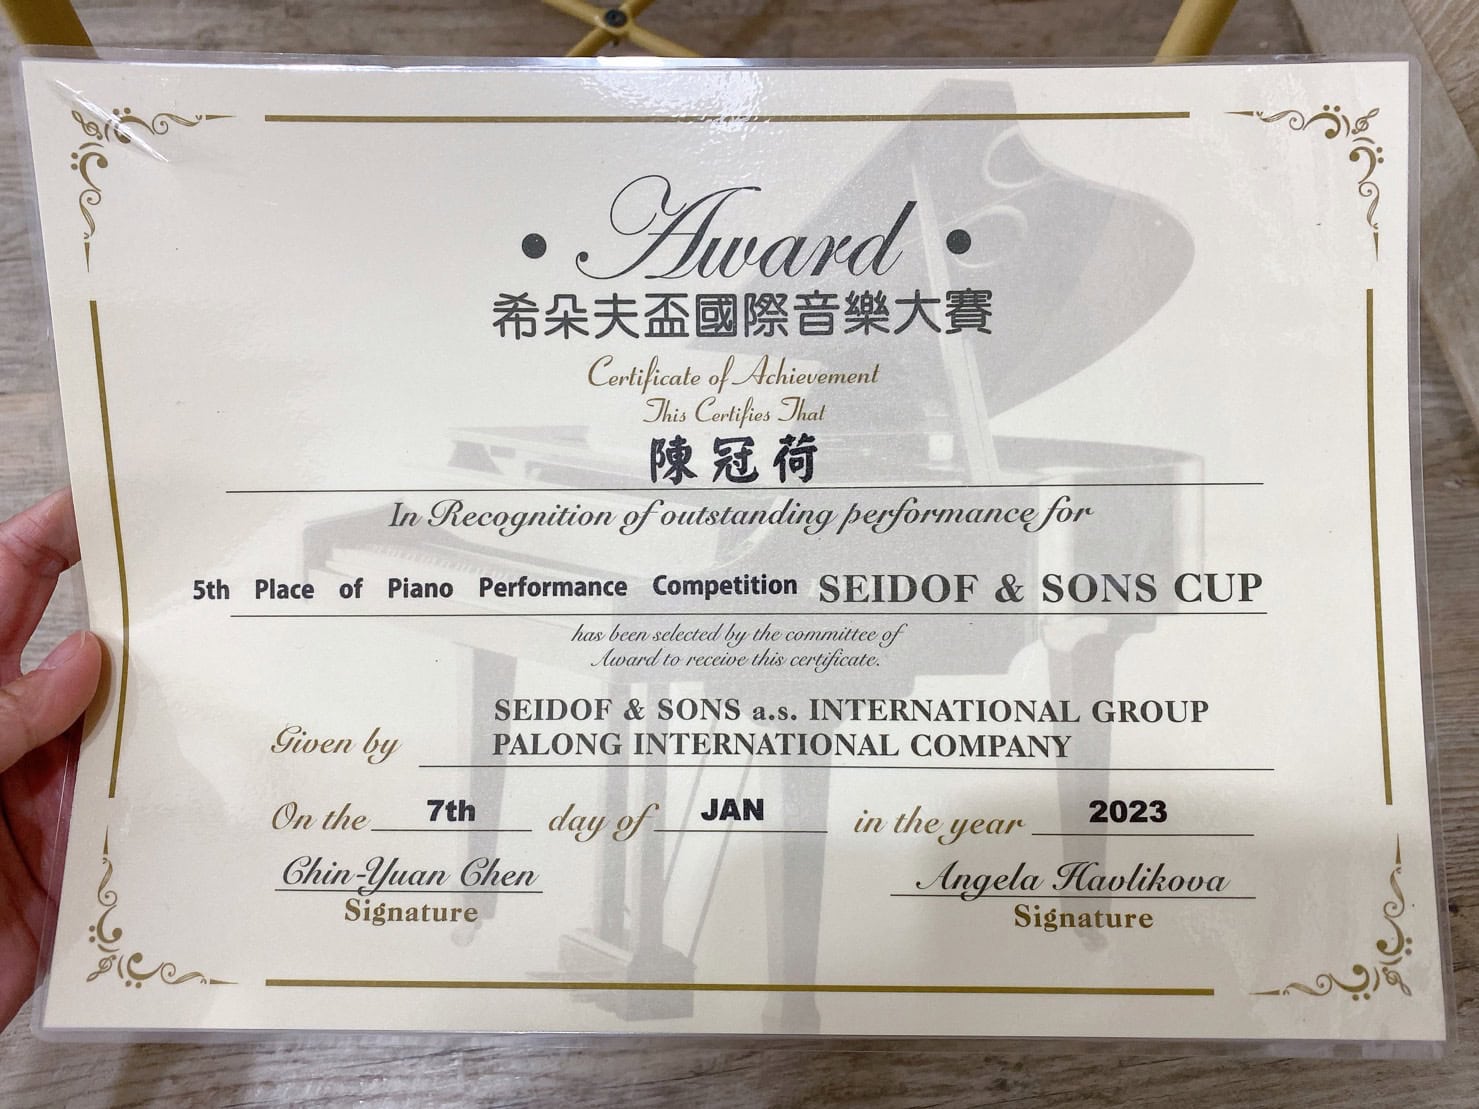 • Award •
希朵夫盃國際音樂大賽
Certificate of Achievement
This Certifies That
陳冠荷
In Recognition of outstanding performance for
5th Place of Piano Performance Competition SEIDOF & SONS CUP
has been selected by the committee of
Award to receive this certificate.
SEIDOF & SONS a.s. INTERNATIONAL GROUP
Given by PALONG INTERNATIONAL COMPANY
On the 7th day of JAN in the year 2023
Chin-Yuan Chen Angela Havlikova
Signature Signature